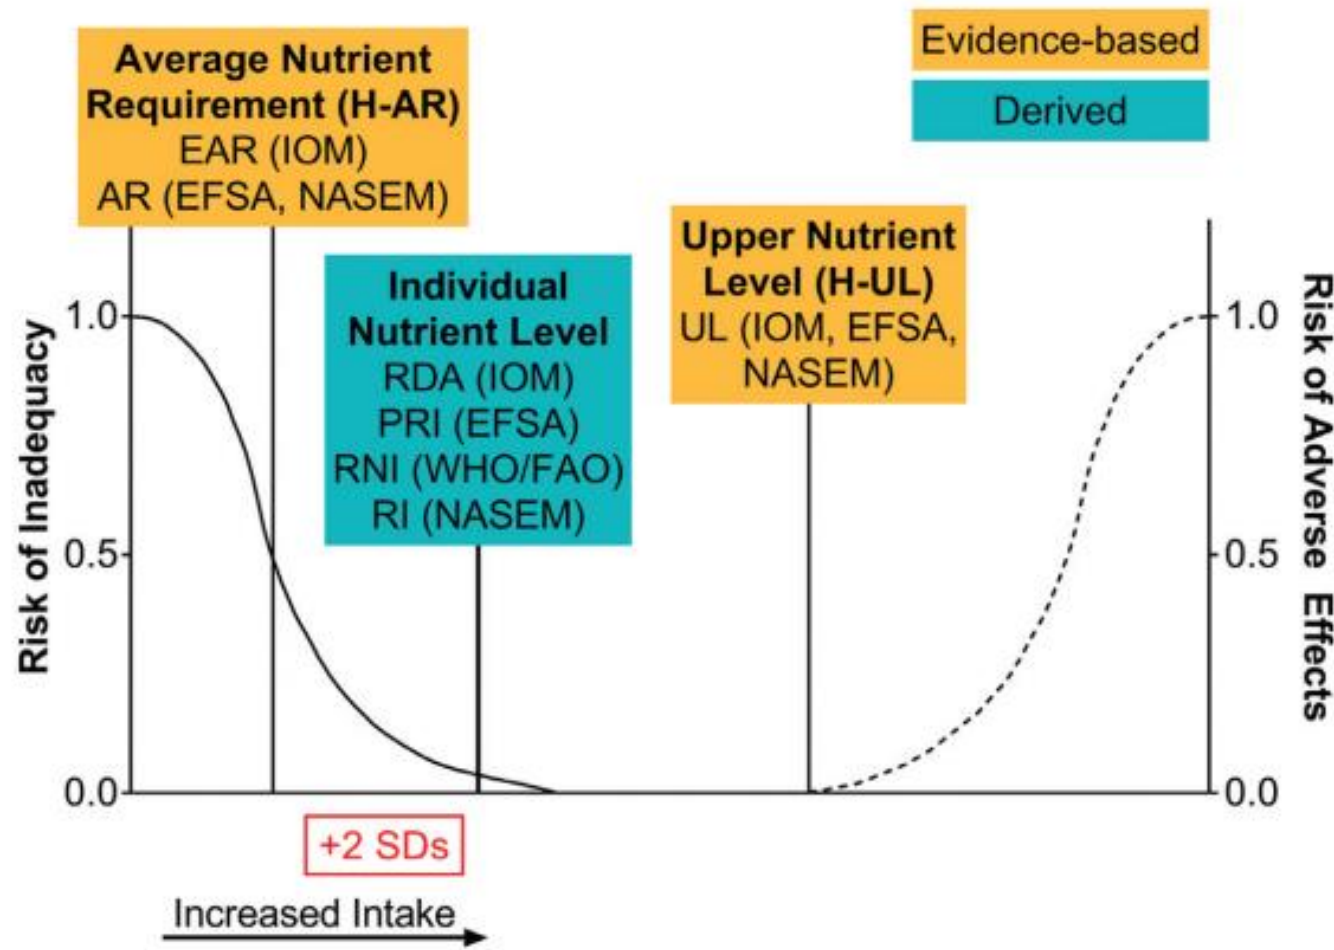 Evidence-based
Derived
Average Nutrient
Requirement (H-AR)
EAR (IOM)
AR (EFSA, NASEM)
Individual
Nutrient Level
RDA (IOM)
PRI (EFSA)
RNI (WHO/FAO)
RI (NASEM)
Upper Nutrient
Level (H-UL)
UL (IOM, EFSA,
NASEM)
Risk of Inadequacy
1.0
0.5
0.0
1.0
0.5
0.0
Risk of Adverse Effects
+2 SDs
Increased Intake